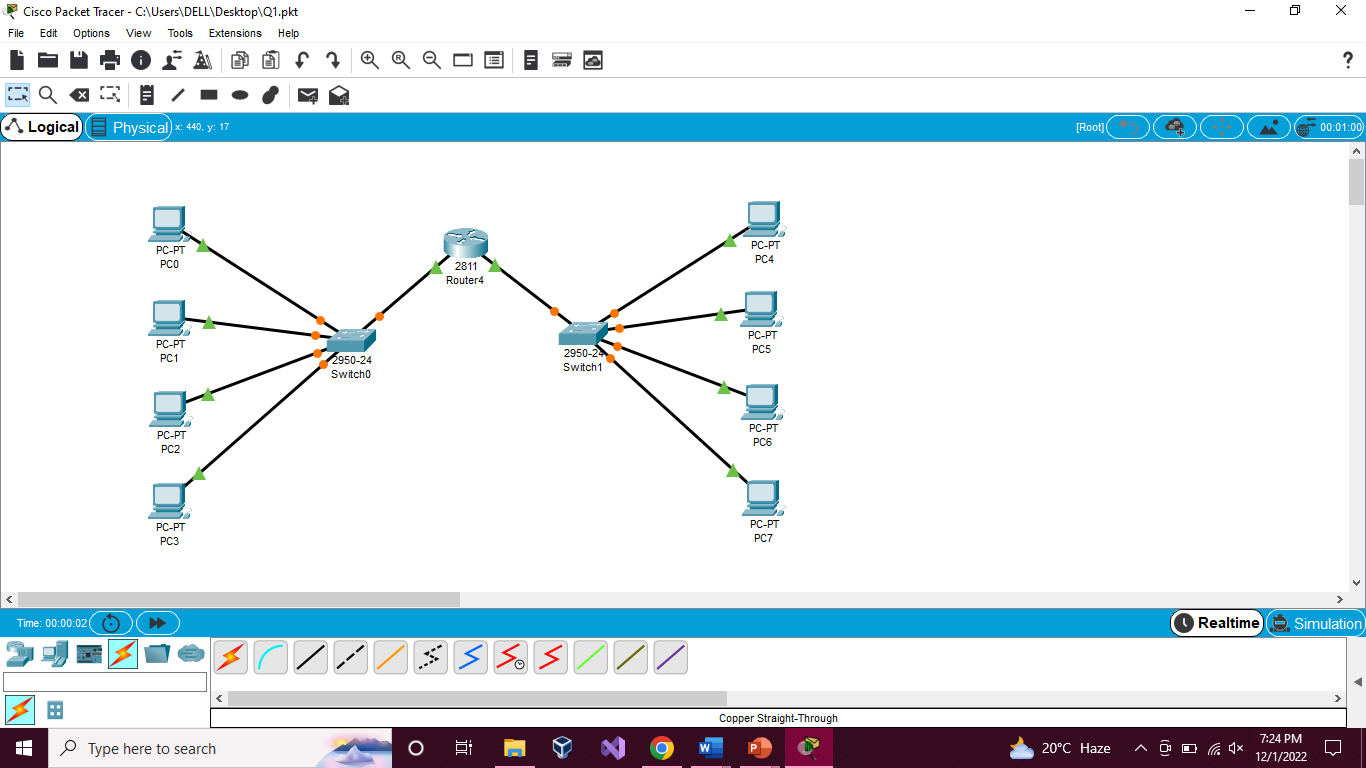 Cisco Packet Tracer - C:\Users\DELL\Desktop\Q1.pkt
File Edit Options View Tools Extensions Help
Logical Physical x: 440, y: 17 [Root] 00:01:00
PC-PT
PC0
PC-PT
PC1
PC-PT
PC2
PC-PT
PC3
2950-24
Switch0
2811
Router4
2950-24
Switch1
PC-PT
PC4
PC-PT
PC5
PC-PT
PC6
PC-PT
PC7
Time: 00:00:02 Realtime Simulation
Copper Straight-Through
Type here to search
20°C Haze
7:24 PM
12/1/2022